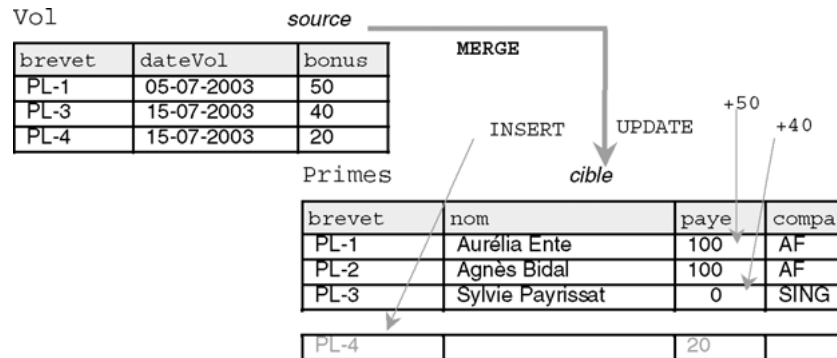 Vol
source
MERGE
brevet dateVol bonus
PL-1 05-07-2003 50
PL-3 15-07-2003 40
PL-4 15-07-2003 20
INSERT UPDATE +50 +40
Primes cible
brevet nom paye compa
PL-1 Aurélia Ente 100 AF
PL-2 Agnès Bidal 100 AF
PL-3 Sylvie Payrissat 0 SING
PL-4 20